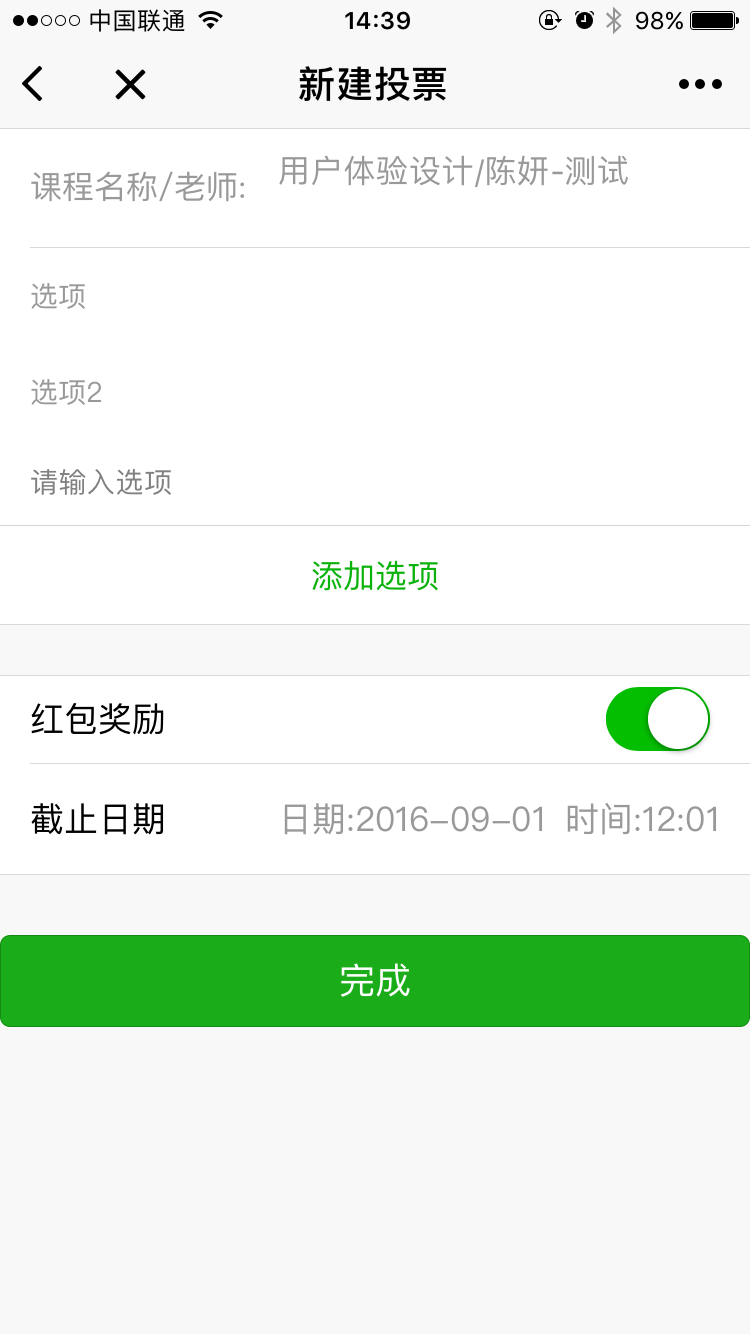 中国联通 14:39 98%
新建投票
课程名称/老师: 用户体验设计/陈妍-测试
选项
选项2
请输入选项
添加选项
红包奖励
截止日期 日期:2016-09-01 时间:12:01
完成